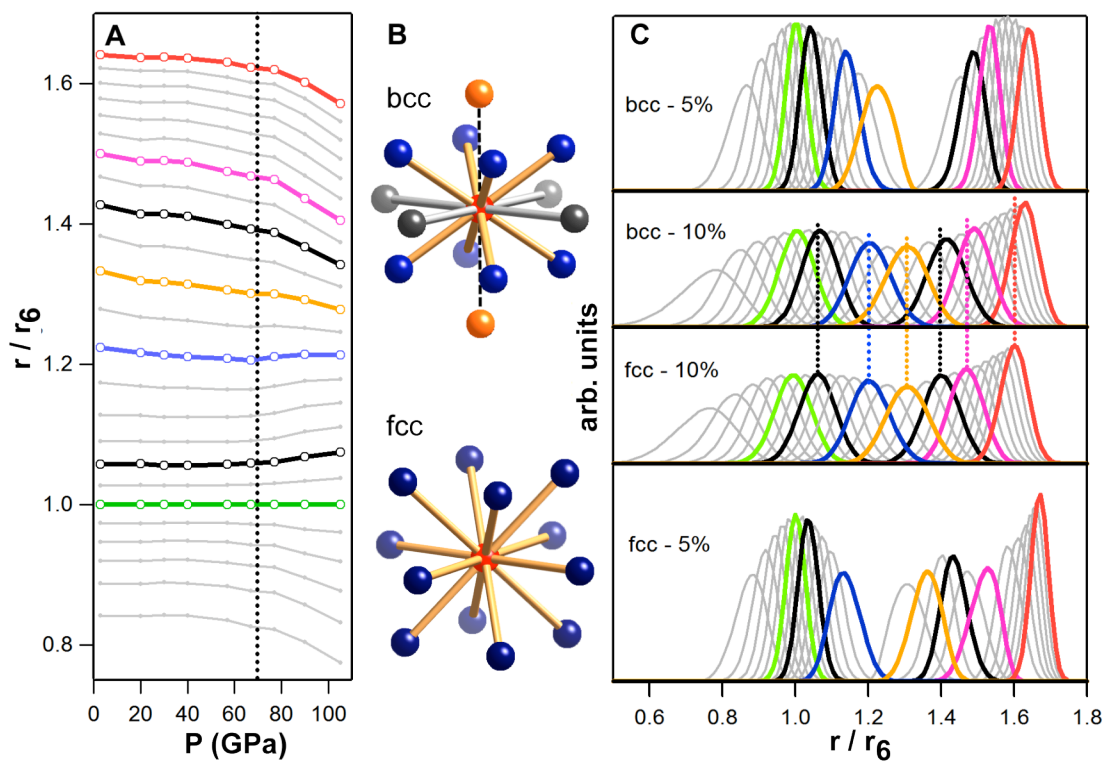 A
1.6
1.4
1.2
1.0
0.8
r / r6
0 20 40 60 80 100
P (GPa)
B
bcc
fcc
C
bcc - 5%
bcc - 10%
fcc - 10%
fcc - 5%
arb. units
0.6 0.8 1.0 1.2 1.4 1.6 1.8
r / r6